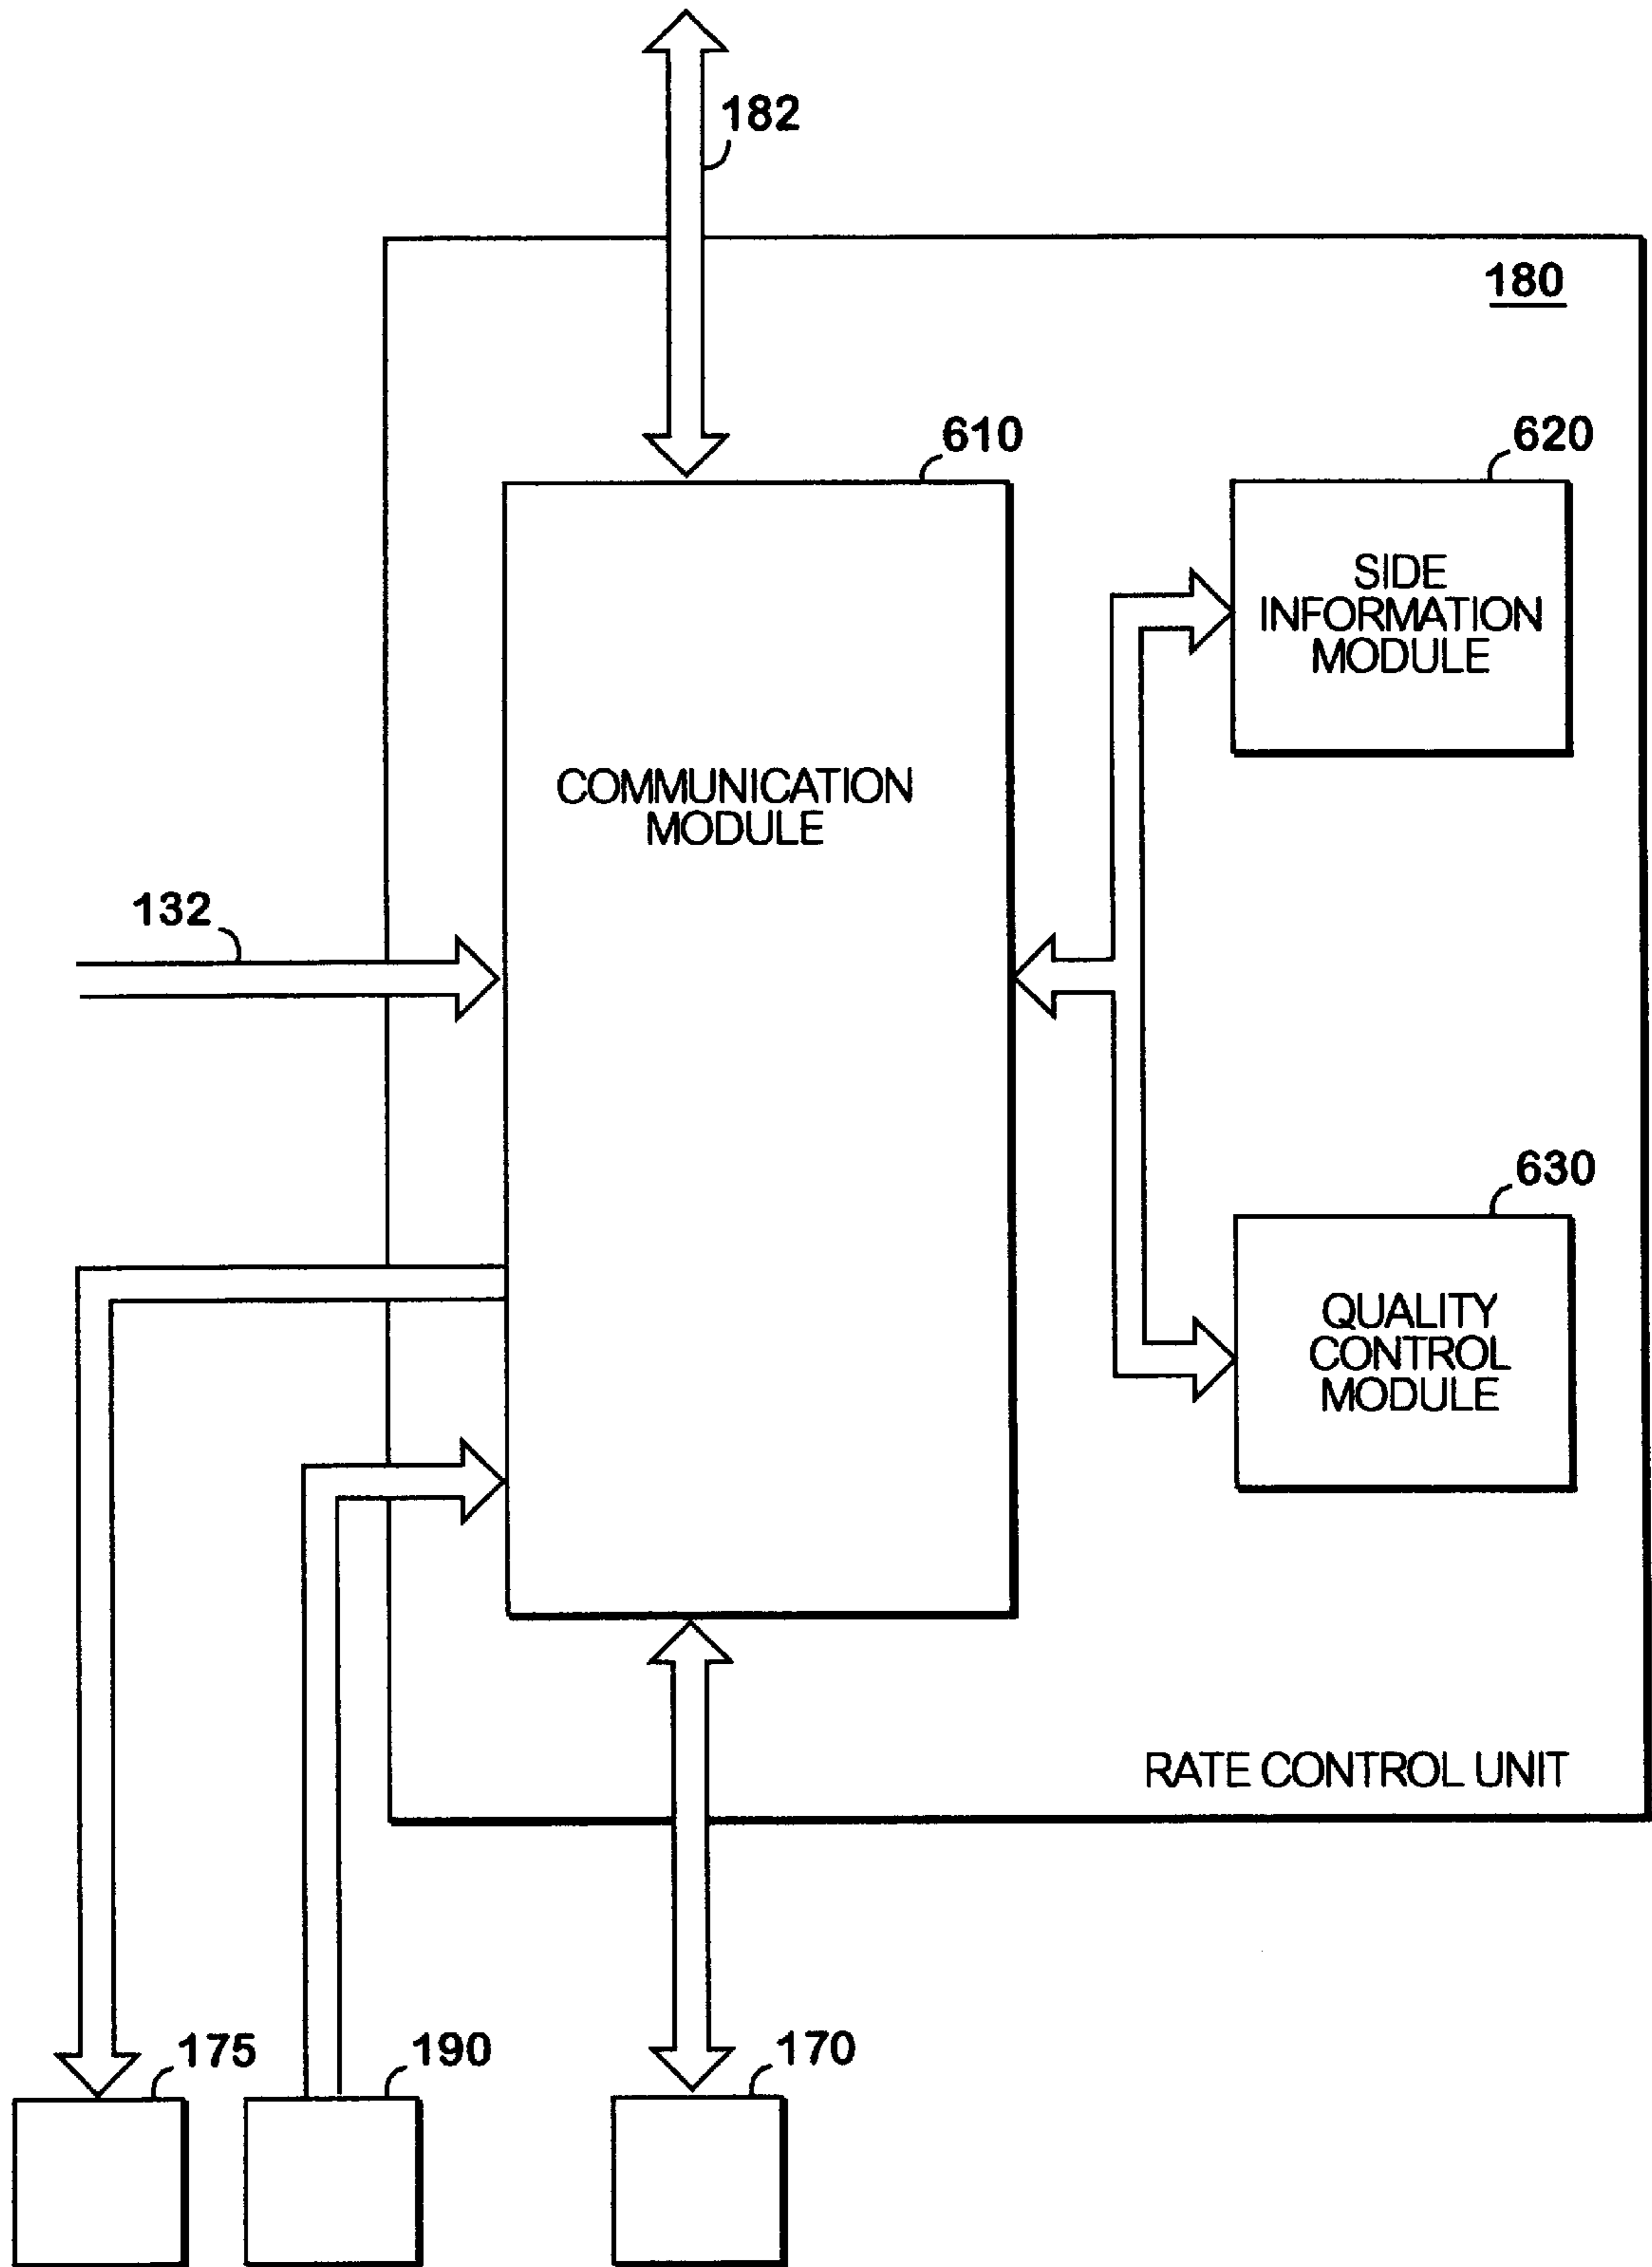 182
180
610
620
SIDE
INFORMATION
MODULE
COMMUNICATION
MODULE
132
630
QUALITY
CONTROL
MODULE
RATE CONTROL UNIT
175
190
170